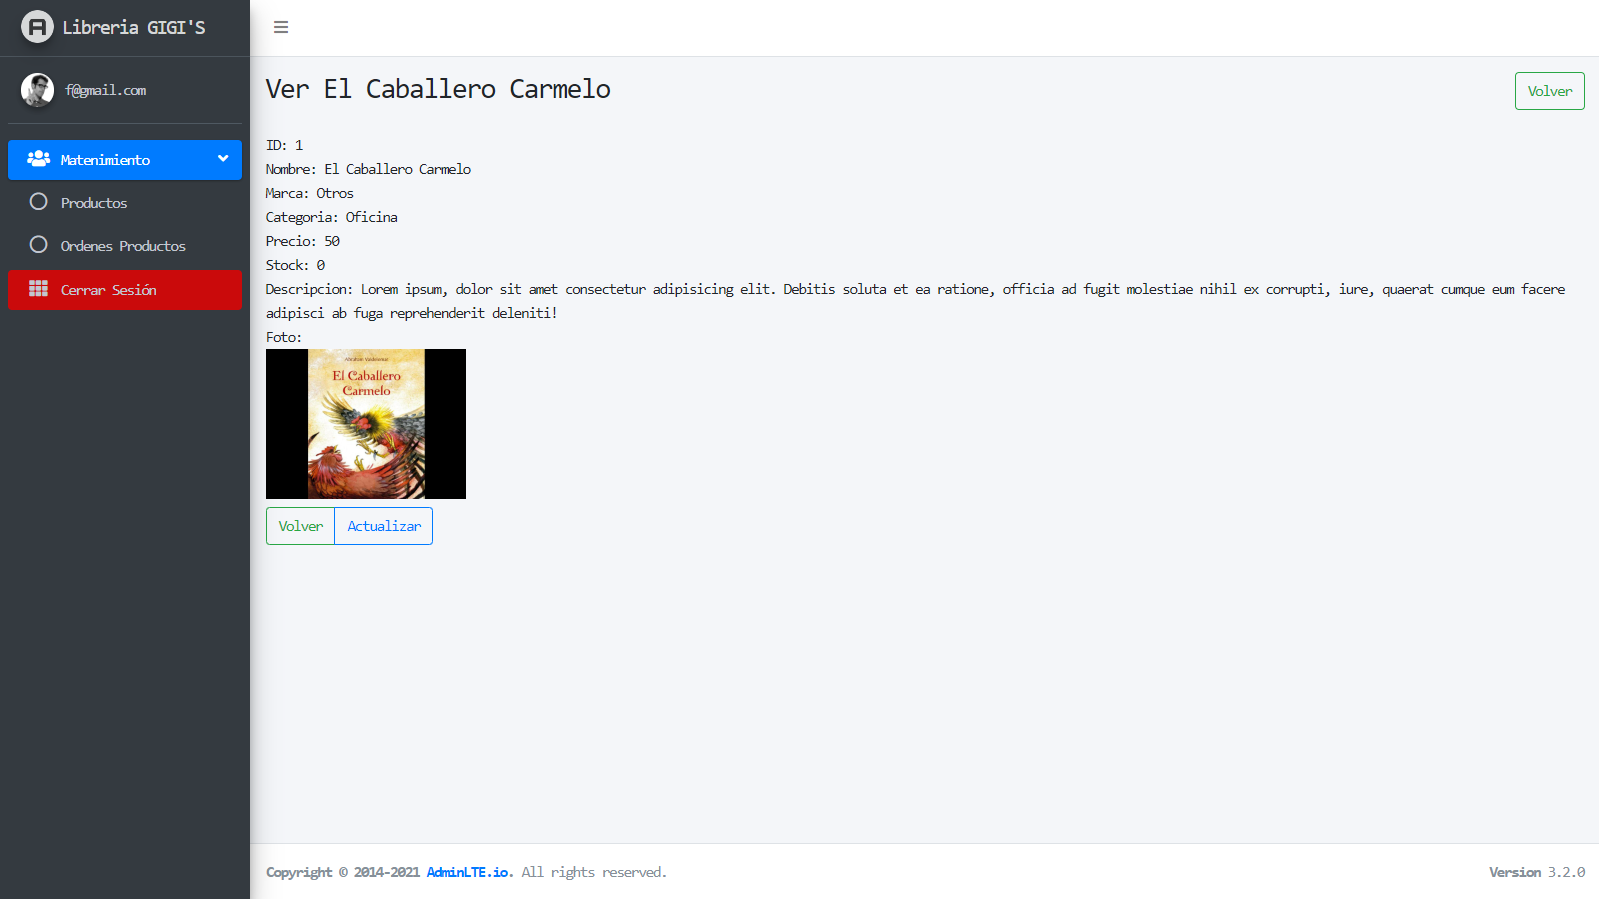 Libreria GIGI'S
f@gmail.com
Matenimiento
Productos
Ordenes Productos
Cerrar Sesión
Ver El Caballero Carmelo
Volver
ID: 1
Nombre: El Caballero Carmelo
Marca: Otros
Categoria: Oficina
Precio: 50
Stock: 0
Descripcion: Lorem ipsum, dolor sit amet consectetur adipisicing elit. Debitis soluta et ea ratione, officia ad fugit molestiae nihil ex corrupti, iure, quaerat cumque eum facere
adipisci ab fuga reprehenderit deleniti!
Foto:
Abraham Valdelomar
El Caballero
Carmelo
Volver
Actualizar
Copyright © 2014-2021 AdminLTE.io. All rights reserved.
Version 3.2.0